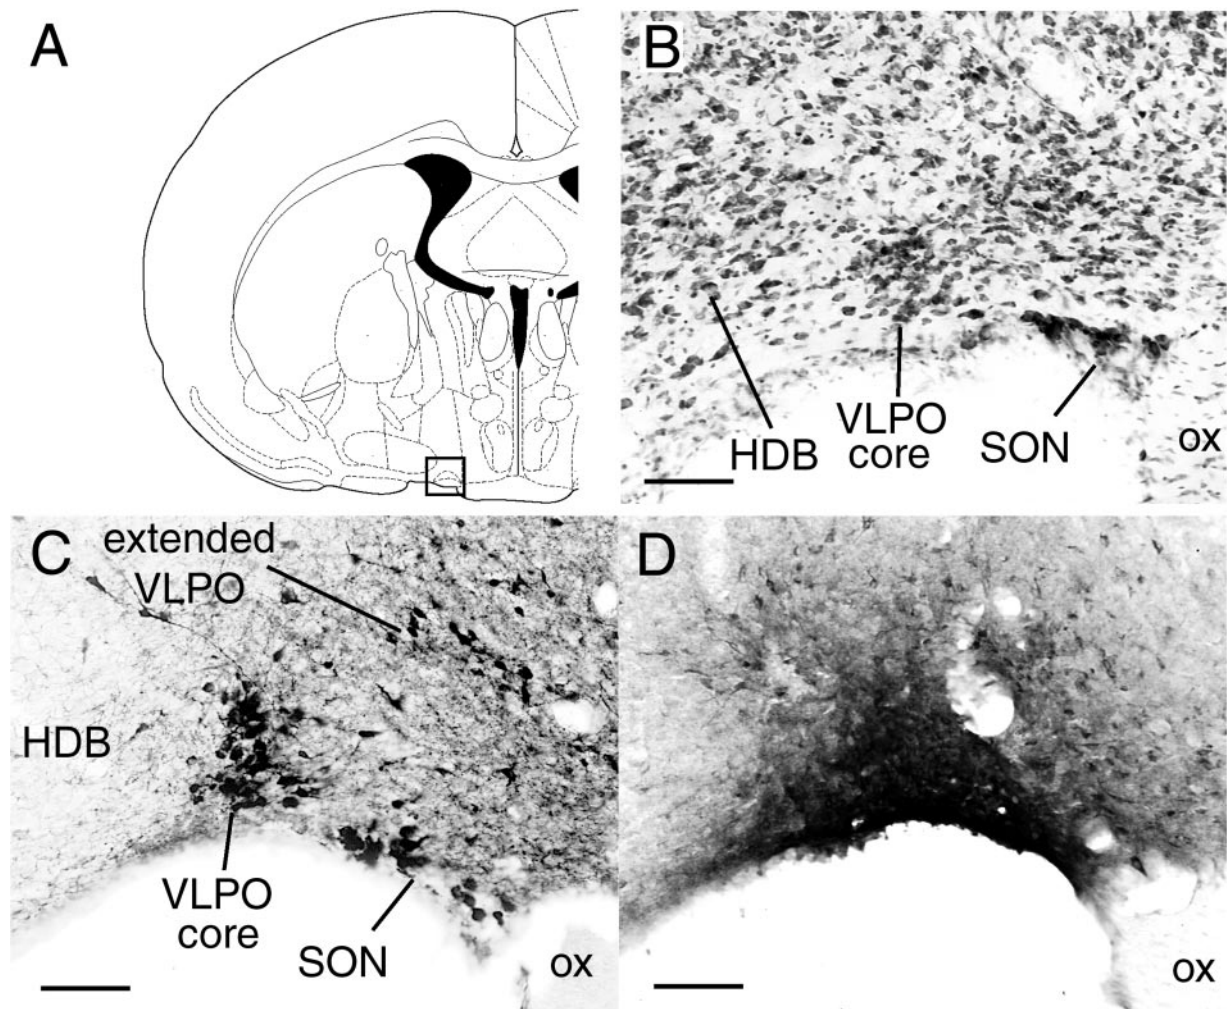 A
B
HDB
VLPO
core
SON
ox
C
extended
VLPO
HDB
VLPO
core
SON
ox
D
ox